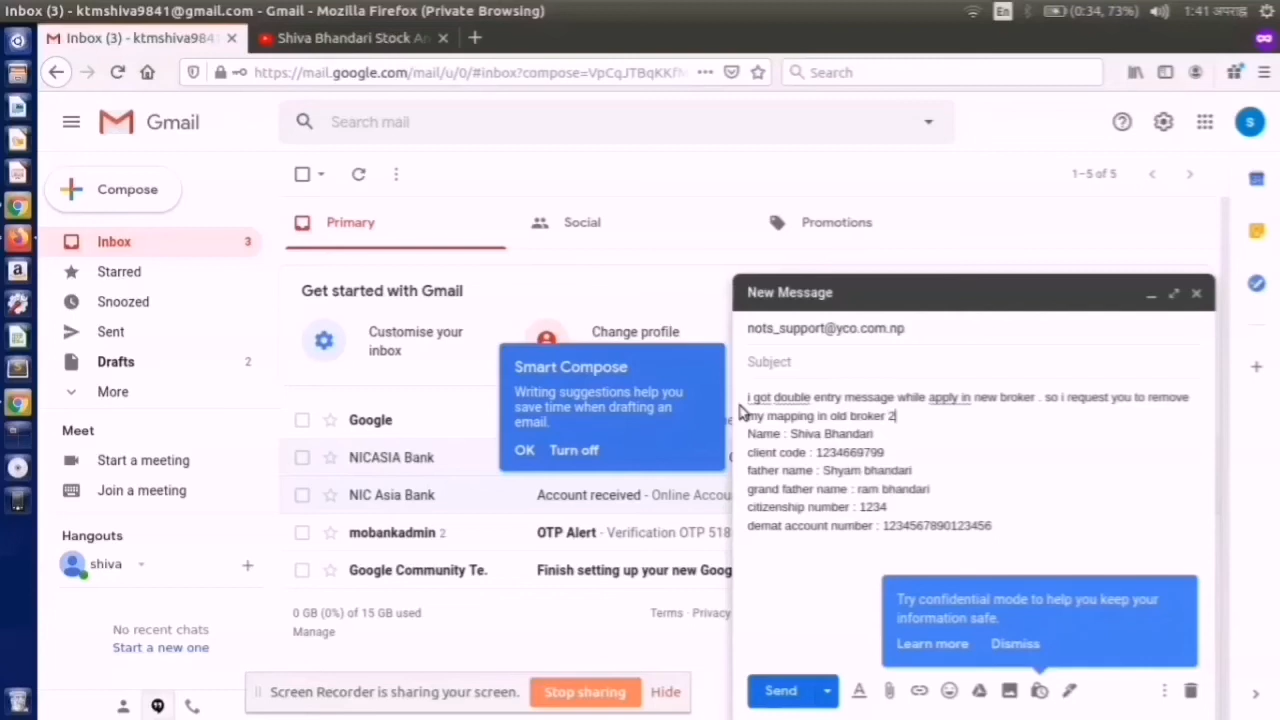 Inbox (3) - ktmshiva9841@gmail.com - Gmail - Mozilla Firefox (Private Browsing)
En
(0:34, 73%)
1:41 अपराह्न
Inbox (3) - ktmshiva984
Shiva Bhandari Stock An
https://mail.google.com/mail/u/0/#inbox?compose=VpCqJTBqKKf
Search
Gmail
Search mail
S
Compose
1–5 of 5
Primary
Social
Promotions
Inbox 3
Starred
Snoozed
Sent
Drafts 2
More
Meet
Start a meeting
Join a meeting
Hangouts
shiva
No recent chats
Start a new one
Get started with Gmail
Customise your
inbox
Change profile
Smart Compose
Writing suggestions help you
save time when drafting an
email.
OK Turn off
Google
NICASIA Bank
NIC Asia Bank Account received - Online Accou
mobankadmin 2 OTP Alert - Verification OTP 518
Google Community Te. Finish setting up your new Goog
0 GB (0%) of 15 GB used
Manage
Terms · Privacy
New Message
nots_support@yco.com.np
Subject
i got double entry message while apply in new broker . so i request you to remove
my mapping in old broker 2
Name : Shiva Bhandari
client code : 1234669799
father name : Shyam bhandari
grand father name : ram bhandari
citizenship number : 1234
demat account number : 1234567890123456
Try confidential mode to help you keep your
information safe.
Learn more Dismiss
Send
Screen Recorder is sharing your screen. Stop sharing Hide